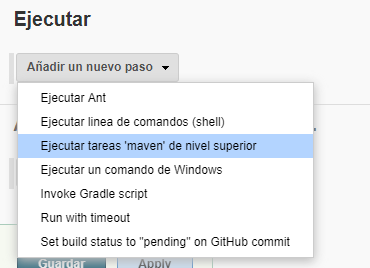 Ejecutar
Añadir un nuevo paso
Ejecutar Ant
Ejecutar linea de comandos (shell)
Ejecutar tareas 'maven' de nivel superior
Ejecutar un comando de Windows
Invoke Gradle script
Run with timeout
Set build status to "pending" on GitHub commit
Guardar
Apply